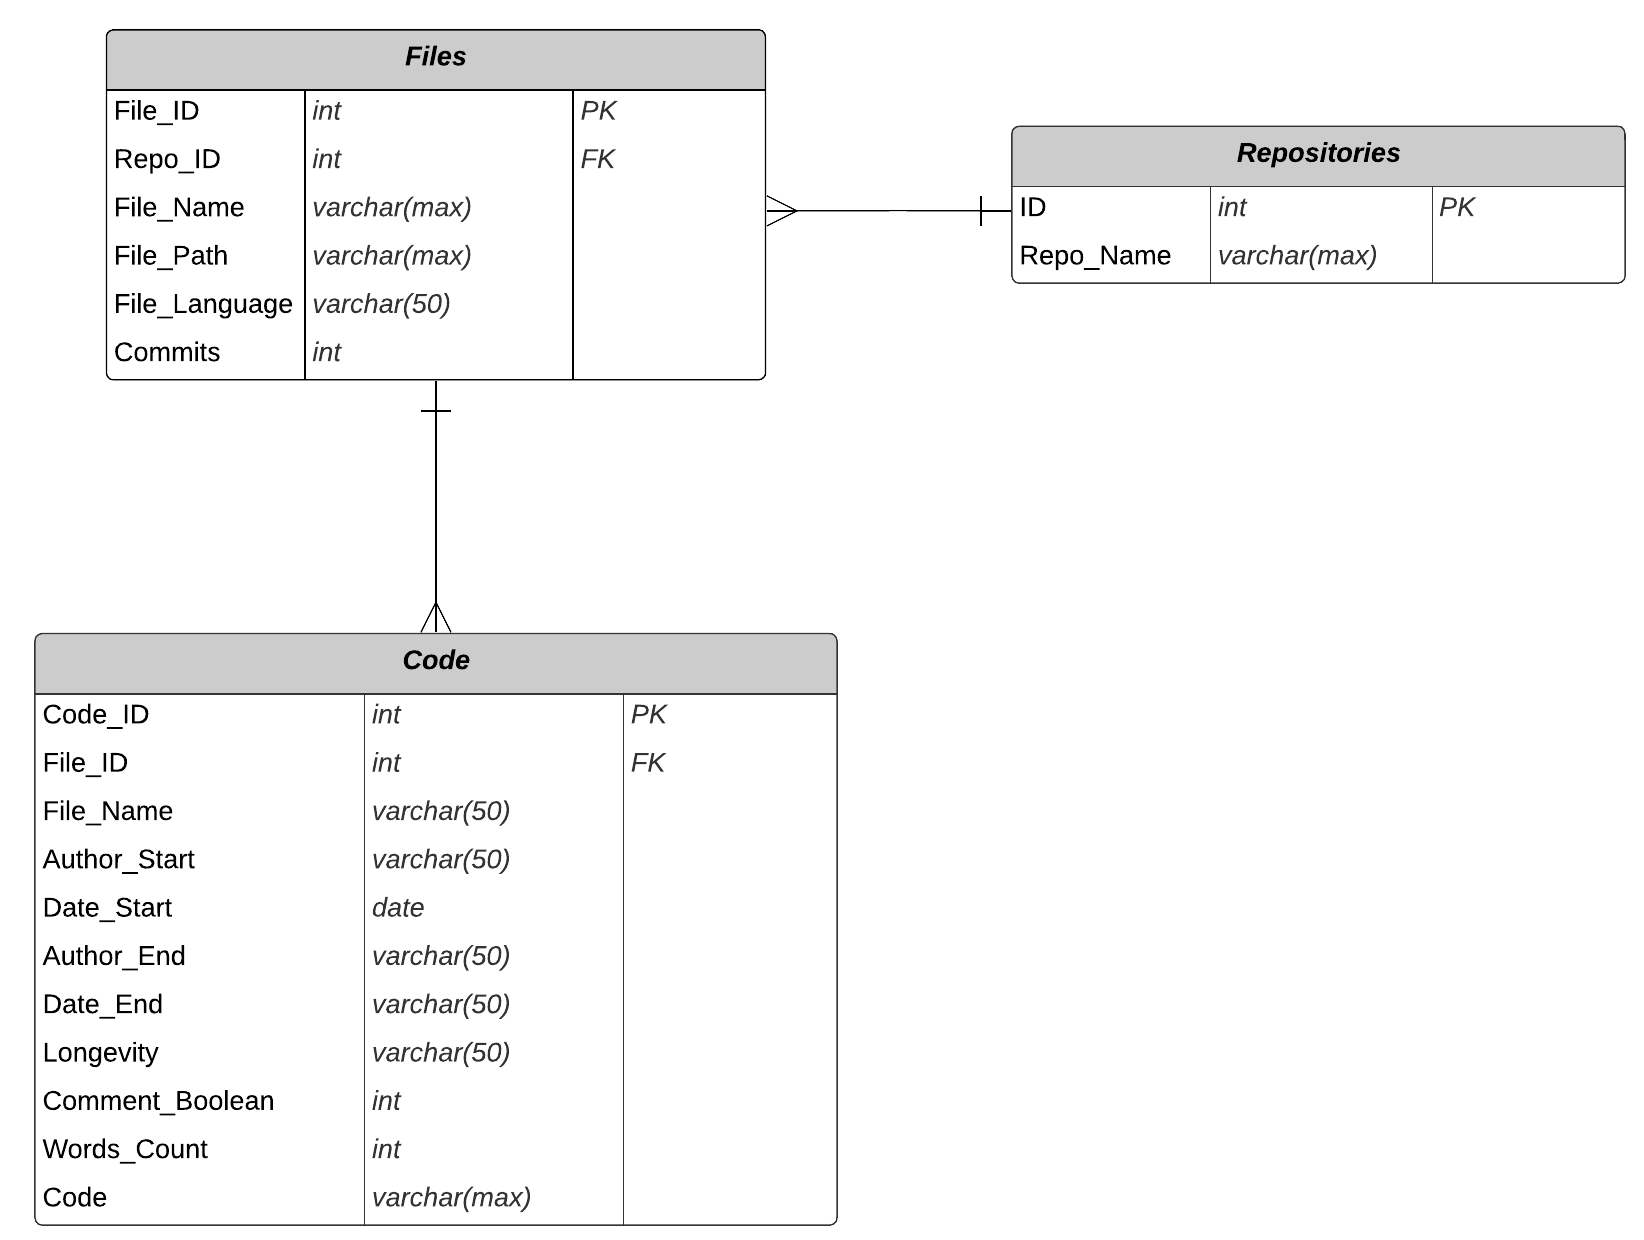 Files
File_ID int PK
Repo_ID int FK
File_Name varchar(max)
File_Path varchar(max)
File_Language varchar(50)
Commits int
Repositories
ID int PK
Repo_Name varchar(max)
Code
Code_ID int PK
File_ID int FK
File_Name varchar(50)
Author_Start varchar(50)
Date_Start date
Author_End varchar(50)
Date_End varchar(50)
Longevity varchar(50)
Comment_Boolean int
Words_Count int
Code varchar(max)